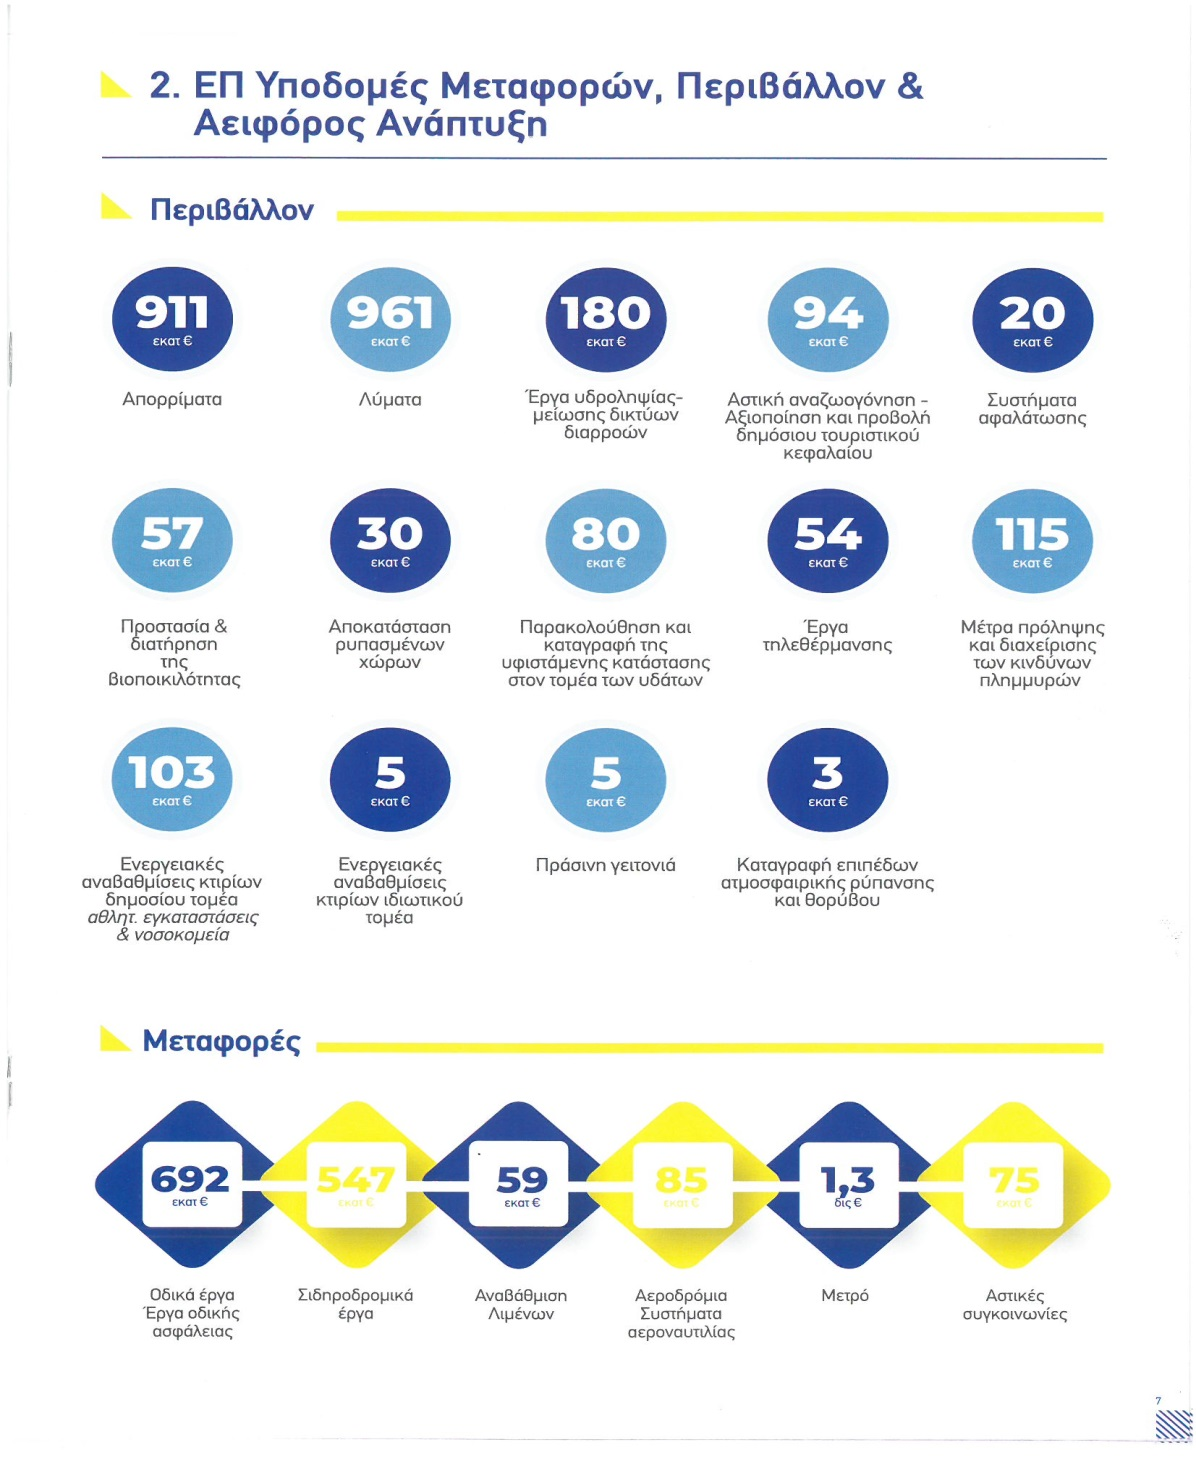 2. ΕΠ Υποδομές Μεταφορών, Περιβάλλον &
Αειφόρος Ανάπτυξη
Περιβάλλον
911
εκατ €
Απορρίματα
961
εκατ €
Λύματα
180
εκατ €
Έργα υδροληψίας-
μείωσης δικτύων
διαρροών
94
εκατ €
Αστική αναζωογόνηση -
Αξιοποίηση και προβολή
δημόσιου τουριστικού
κεφαλαίου
20
εκατ €
Συστήματα
αφαλάτωσης
57
εκατ €
Προστασία &
διατήρηση
της
βιοποικιλότητας
30
εκατ €
Αποκατάσταση
ρυπασμένων
χώρων
80
εκατ €
Παρακολούθηση και
καταγραφή της
υφιστάμενης κατάστασης
στον τομέα των υδάτων
54
εκατ €
Έργα
τηλεθέρμανσης
115
εκατ €
Μέτρα πρόληψης
και διαχείρισης
των κινδύνων
πλημμυρών
103
εκατ €
Ενεργειακές
αναβαθμίσεις κτιρίων
δημοσίου τομέα
αθλητ. εγκαταστάσεις
& νοσοκομεία
5
εκατ €
Ενεργειακές
αναβαθμίσεις
κτιρίων ιδιωτικού
τομέα
5
εκατ €
Πράσινη γειτονιά
3
εκατ €
Καταγραφή επιπέδων
ατμοσφαιρικής ρύπανσης
και θορύβου
Μεταφορές
692
εκατ €
Οδικά έργα
Έργα οδικής
ασφάλειας
547
εκατ €
Σιδηροδρομικά
έργα
59
εκατ €
Αναβάθμιση
Λιμένων
85
εκατ €
Αεροδρόμια
Συστήματα
αεροναυτιλίας
1,3
δις €
Μετρό
75
εκατ €
Αστικές
συγκοινωνίες
7